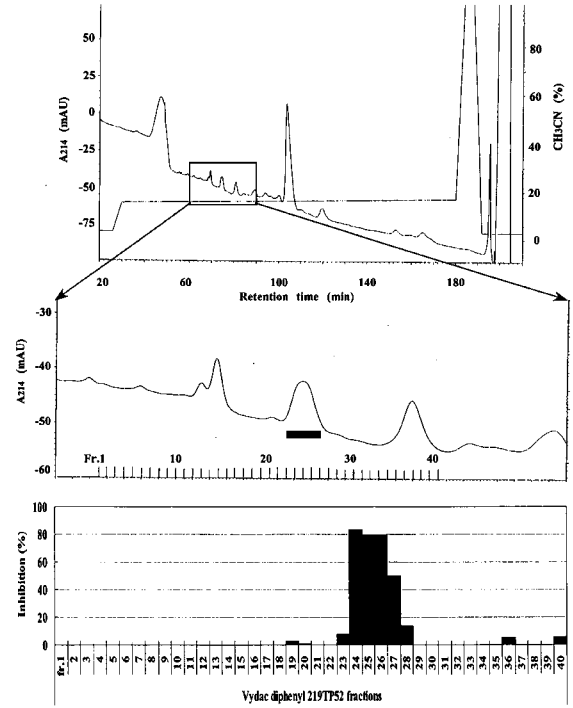 50
25
0
-25
-50
-75
A214 (mAU)
80
60
40
20
0
CH3CN (%)
20 60 100 140 180
Retention time (min)
-30
-40
-50
-60
A214 (mAU)
Fr.1 10 20 30 40
100
80
60
40
20
0
Inhibition (%)
fr.1 2 3 4 5 6 7 8 9 10 11 12 13 14 15 16 17 18 19 20 21 22 23 24 25 26 27 28 29 30 31 32 33 34 35 36 37 38 39 40
Vydac diphenyl 219TP52 fractions